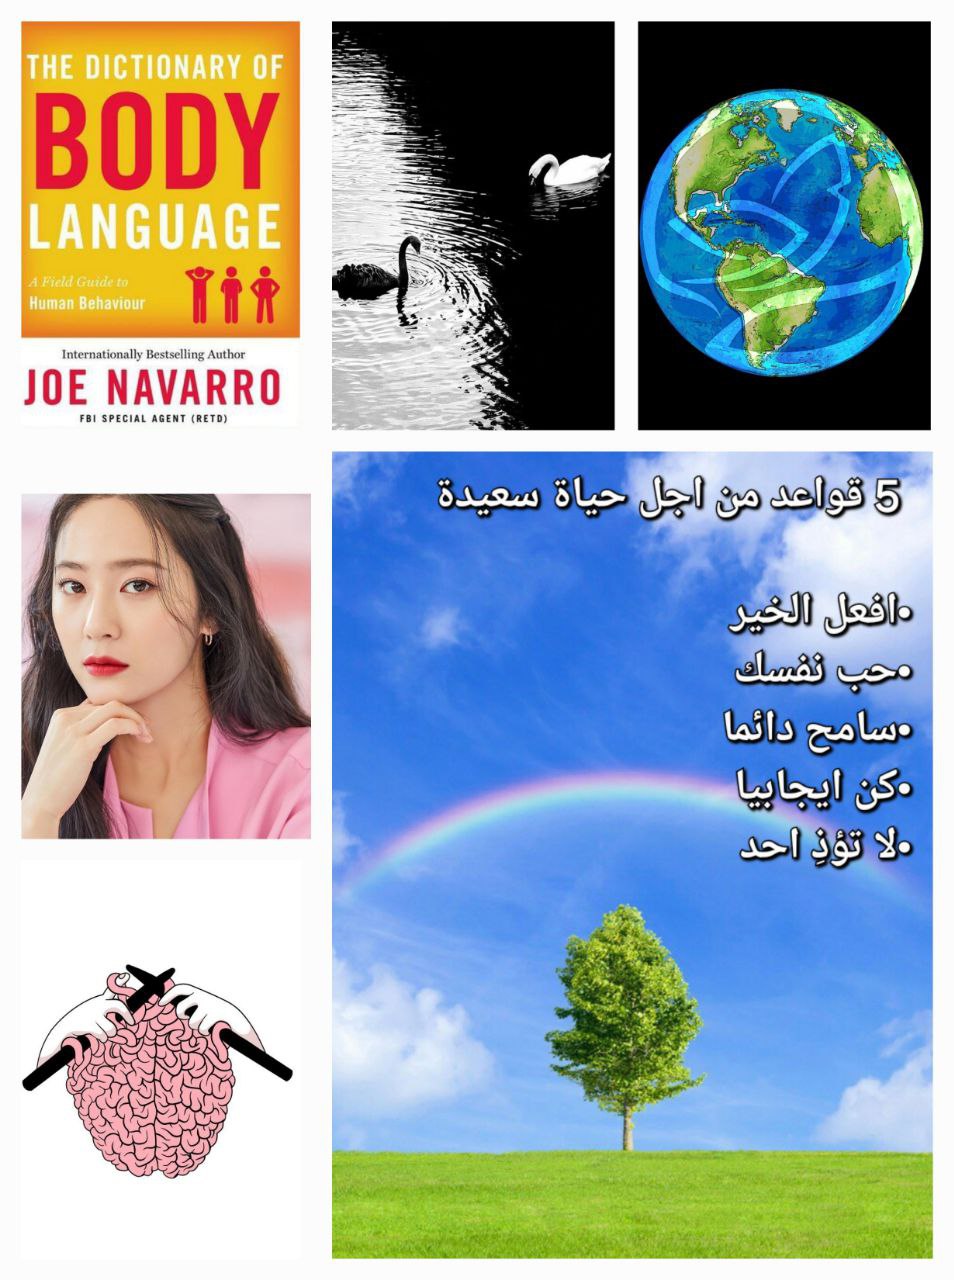 THE DICTIONARY OF
BODY
LANGUAGE
A Field Guide to
Human Behaviour
Internationally Bestselling Author
JOE NAVARRO
FBI SPECIAL AGENT (RETD)
5 قواعد من اجل حياة سعيدة
•افعل الخير
•حب نفسك
•سامح دائما
•كن ايجابيا
•لا تؤذِ احد